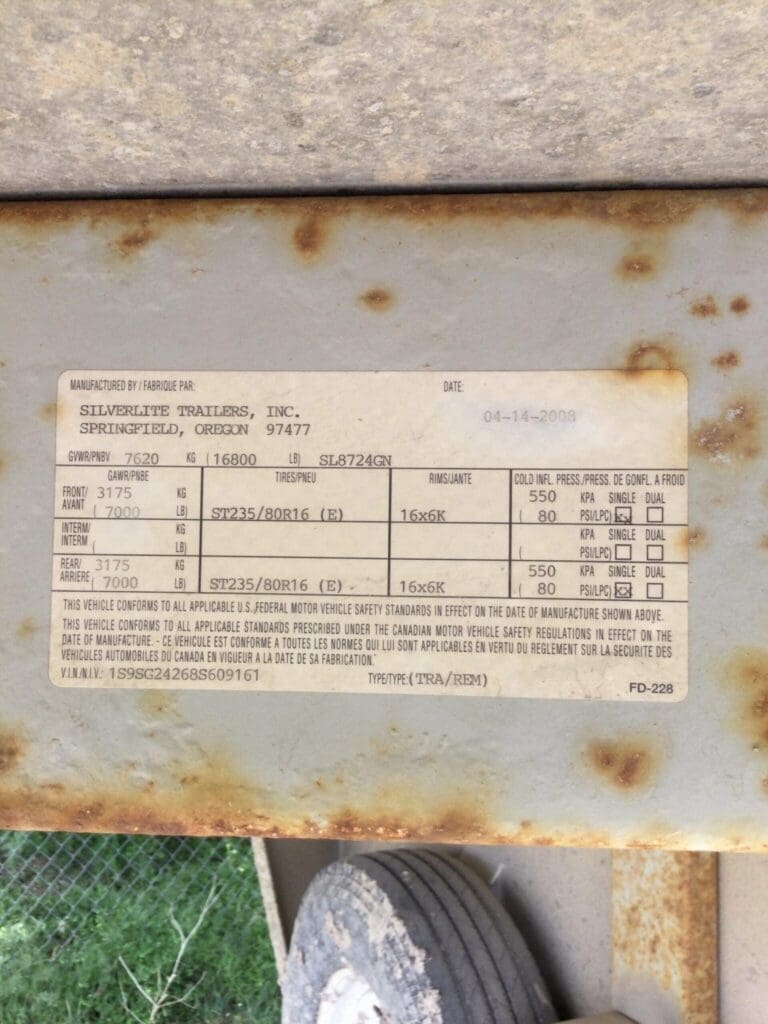 MANUFACTURED BY / FABRIQUE PAR: DATE:
SILVERLITE TRAILERS, INC. 04-14-2008
SPRINGFIELD, OREGON 97477
GVWR/PNBV 7620 KG (16800 LB) SL8724GN
GAWR/PNBE TIRES/PNEU RIMS/JANTE COLD INFL. PRESS./PRESS. DE GONFL. A FROID
FRONT/ 3175 KG 550 KPA SINGLE DUAL
AVANT ( 7000 LB) ST235/80R16 (E) 16x6K ( 80 PSI/LPC) xx
INTERM/ KG KPA SINGLE DUAL
INTERM ( LB) ( PSI/LPC)
REAR/ 3175 KG 550 KPA SINGLE DUAL
ARRIERE ( 7000 LB) ST235/80R16 (E) 16x6K ( 80 PSI/LPC) xx
THIS VEHICLE CONFORMS TO ALL APPLICABLE U.S. FEDERAL MOTOR VEHICLE SAFETY STANDARDS IN EFFECT ON THE DATE OF MANUFACTURE SHOWN ABOVE.
THIS VEHICLE CONFORMS TO ALL APPLICABLE STANDARDS PRESCRIBED UNDER THE CANADIAN MOTOR VEHICLE SAFETY REGULATIONS IN EFFECT ON THE
DATE OF MANUFACTURE. - CE VEHICULE EST CONFORME A TOUTES LES NORMES QUI LUI SONT APPLICABLES EN VERTU DU REGLEMENT SUR LA SECURITE DES
VEHICULES AUTOMOBILES DU CANADA EN VIGUEUR A LA DATE DE SA FABRICATION.
V.I.N./N.I.V.: 1S9SG24268S609161 TYPE/TYPE: (TRA/REM)
FD-228